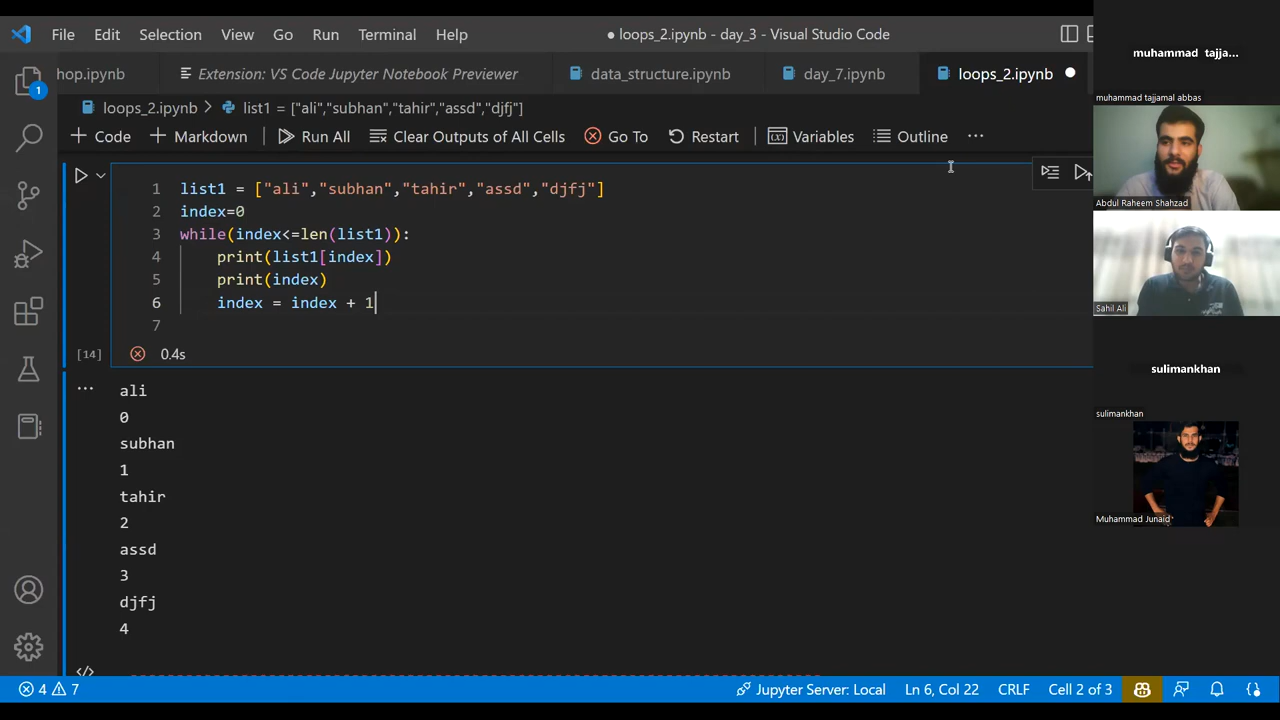 File Edit Selection View Go Run Terminal Help ● loops_2.ipynb - day_3 - Visual Studio Code
hop.ipynb Extension: VS Code Jupyter Notebook Previewer data_structure.ipynb day_7.ipynb loops_2.ipynb
loops_2.ipynb > list1 = ["ali","subhan","tahir","assd","djfj"]
+ Code + Markdown Run All Clear Outputs of All Cells Go To Restart Variables Outline ...
1 list1 = ["ali","subhan","tahir","assd","djfj"]
2 index=0
3 while(index<=len(list1)):
4 print(list1[index])
5 print(index)
6 index = index + 1
7
[14] 0.4s
... ali
0
subhan
1
tahir
2
assd
3
djfj
4
</>
4 7 Jupyter Server: Local Ln 6, Col 22 CRLF Cell 2 of 3
1
muhammad tajja...
muhammad tajjamal abbas
Abdul Raheem Shahzad
Sahil Ali
sulimankhan
sulimankhan
Muhammad Junaid